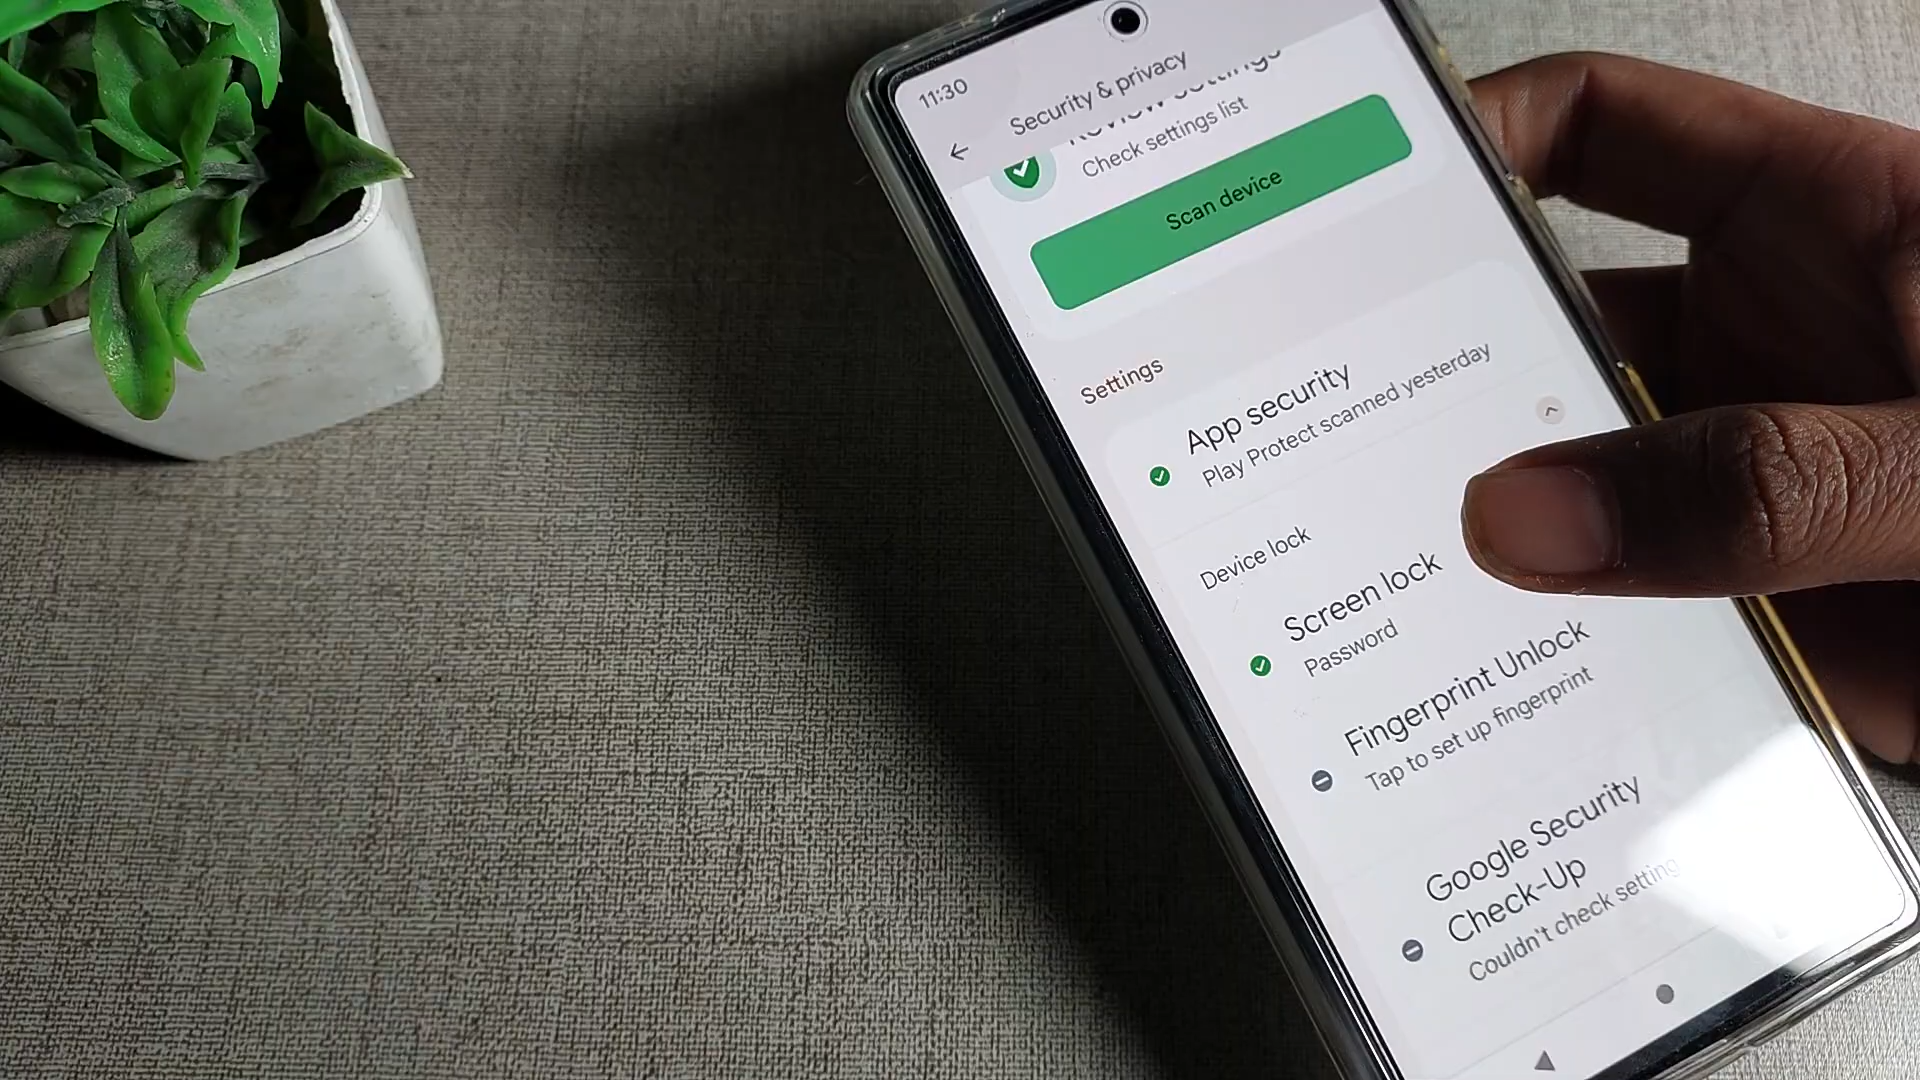 11:30
Security & privacy
Review settings
Check settings list
Scan device
Settings
App security
Play Protect scanned yesterday
Device lock
Screen lock
Password
Fingerprint Unlock
Tap to set up fingerprint
Google Security
Check-Up
Couldn't check setting